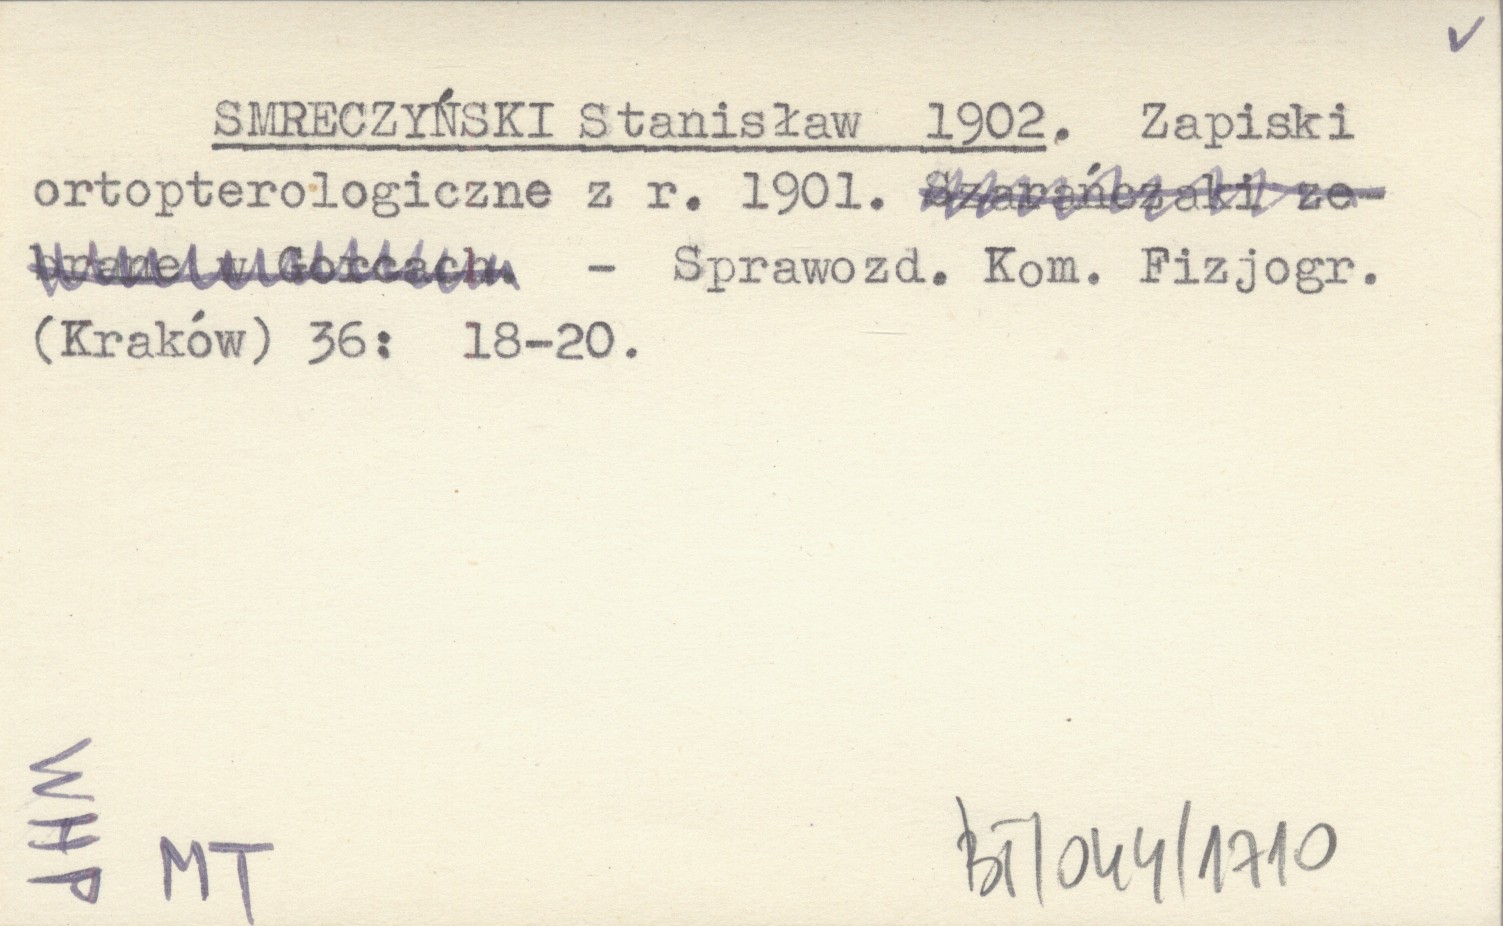 SMRECZYŃSKI Stanisław 1902. Zapiski
ortopterologiczne z r. 1901. Szarańczaki ze-
brane w Gorcach. - Sprawozd. Kom. Fizjogr.
(Kraków) 36: 18-20.
WHP
MT
BI/044/1710